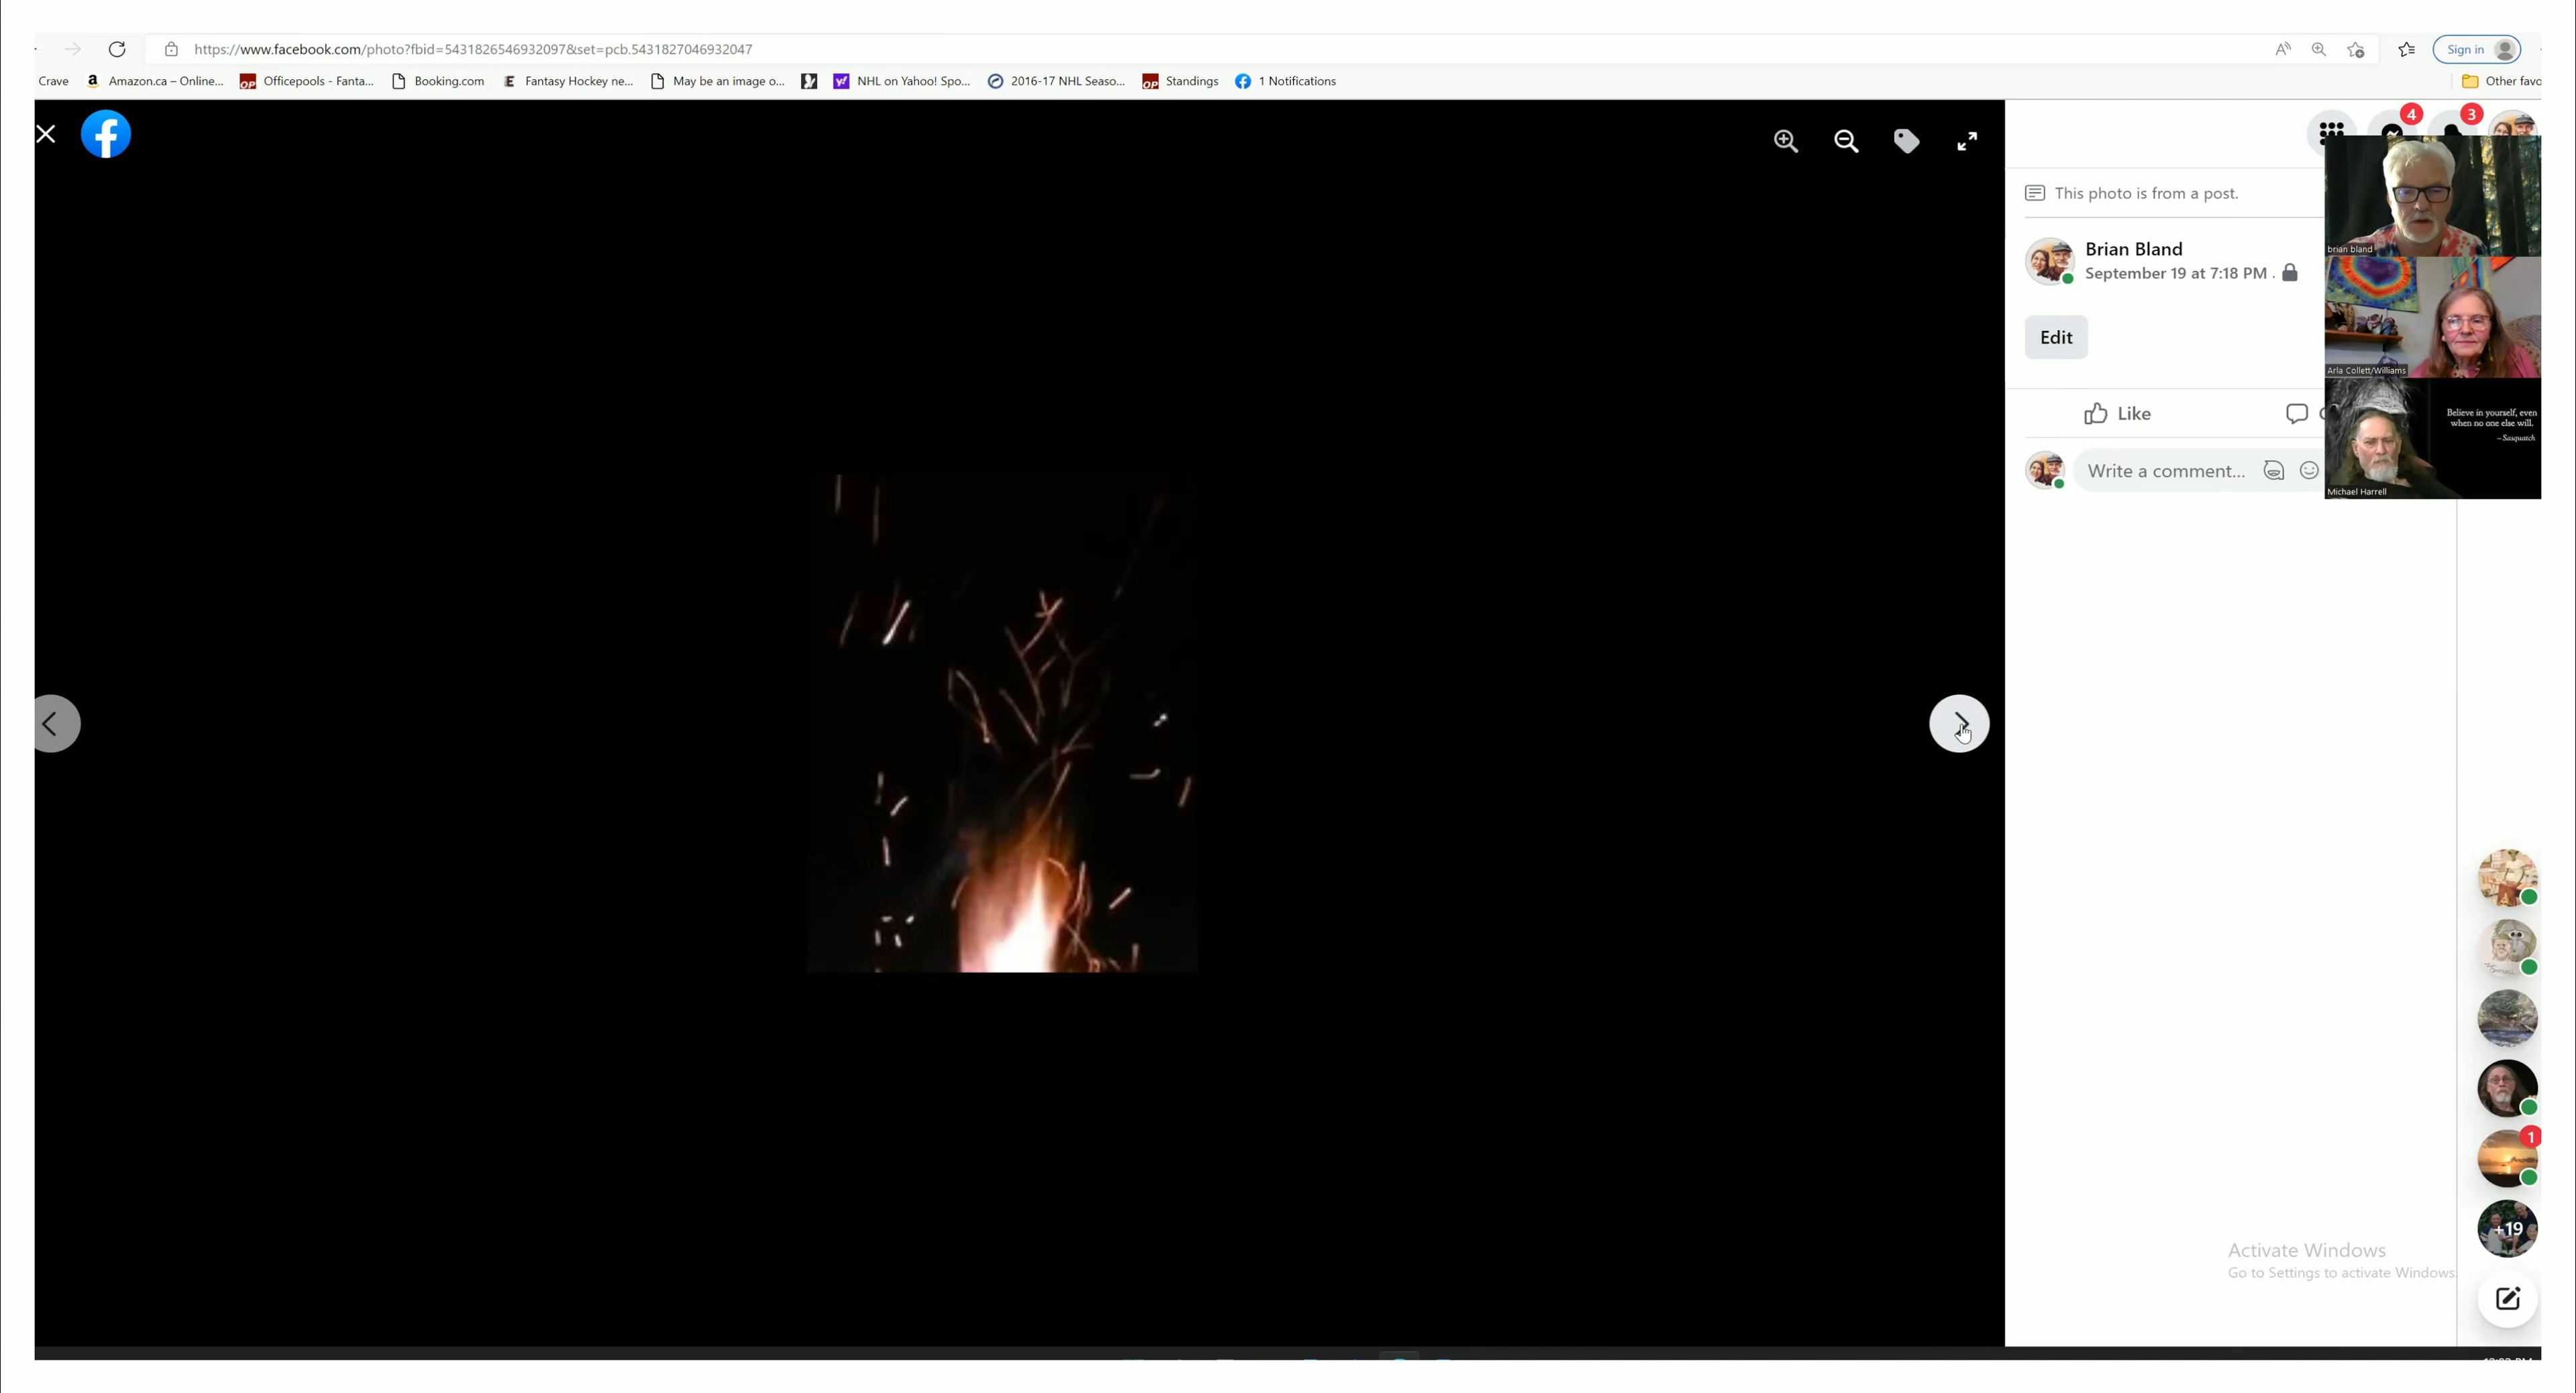 https://www.facebook.com/photo?fbid=5431826546932097&set=pcb.5431827046932047
Sign in
Crave
Amazon.ca – Online...
Officepools - Fanta...
Booking.com
Fantasy Hockey ne...
May be an image o...
NHL on Yahoo! Spo...
2016-17 NHL Seaso...
Standings
1 Notifications
Other favo
4
3
This photo is from a post.
Brian Bland
September 19 at 7:18 PM .
Edit
Like
Write a comment...
brian bland
Arla Collett/Williams
Believe in yourself, even
when no one else will.
– Sasquatch
Michael Harrell
1
+19
Activate Windows
Go to Settings to activate Windows.